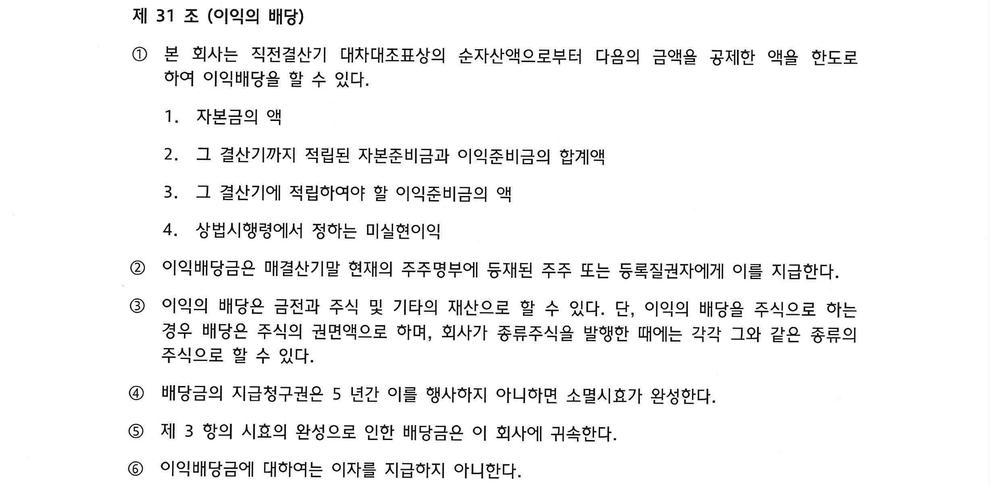 제 31 조 (이익의 배당)
① 본 회사는 직전결산기 대차대조표상의 순자산액으로부터 다음의 금액을 공제한 액을 한도로
하여 이익배당을 할 수 있다.
1. 자본금의 액
2. 그 결산기까지 적립된 자본준비금과 이익준비금의 합계액
3. 그 결산기에 적립하여야 할 이익준비금의 액
4. 상법시행령에서 정하는 미실현이익
② 이익배당금은 매결산기말 현재의 주주명부에 등재된 주주 또는 등록질권자에게 이를 지급한다.
③ 이익의 배당은 금전과 주식 및 기타의 재산으로 할 수 있다. 단, 이익의 배당을 주식으로 하는
경우 배당은 주식의 권면액으로 하며, 회사가 종류주식을 발행한 때에는 각각 그와 같은 종류의
주식으로 할 수 있다.
④ 배당금의 지급청구권은 5 년간 이를 행사하지 아니하면 소멸시효가 완성한다.
⑤ 제 3 항의 시효의 완성으로 인한 배당금은 이 회사에 귀속한다.
⑥ 이익배당금에 대하여는 이자를 지급하지 아니한다.